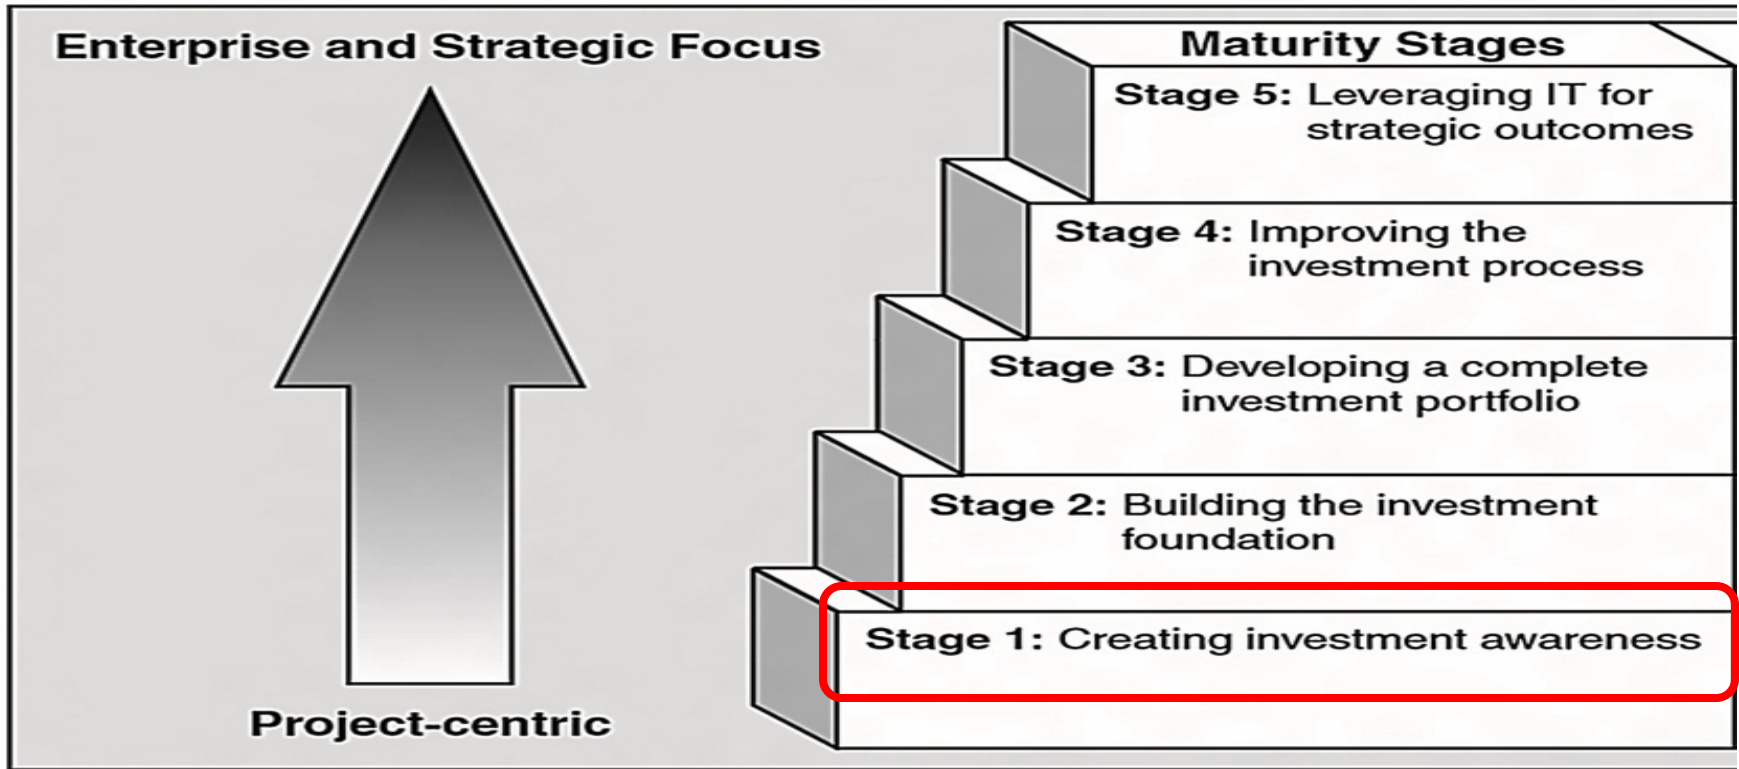 Enterprise and Strategic Focus
Project-centric
Maturity Stages
Stage 5: Leveraging IT for
strategic outcomes
Stage 4: Improving the
investment process
Stage 3: Developing a complete
investment portfolio
Stage 2: Building the investment
foundation
Stage 1: Creating investment awareness